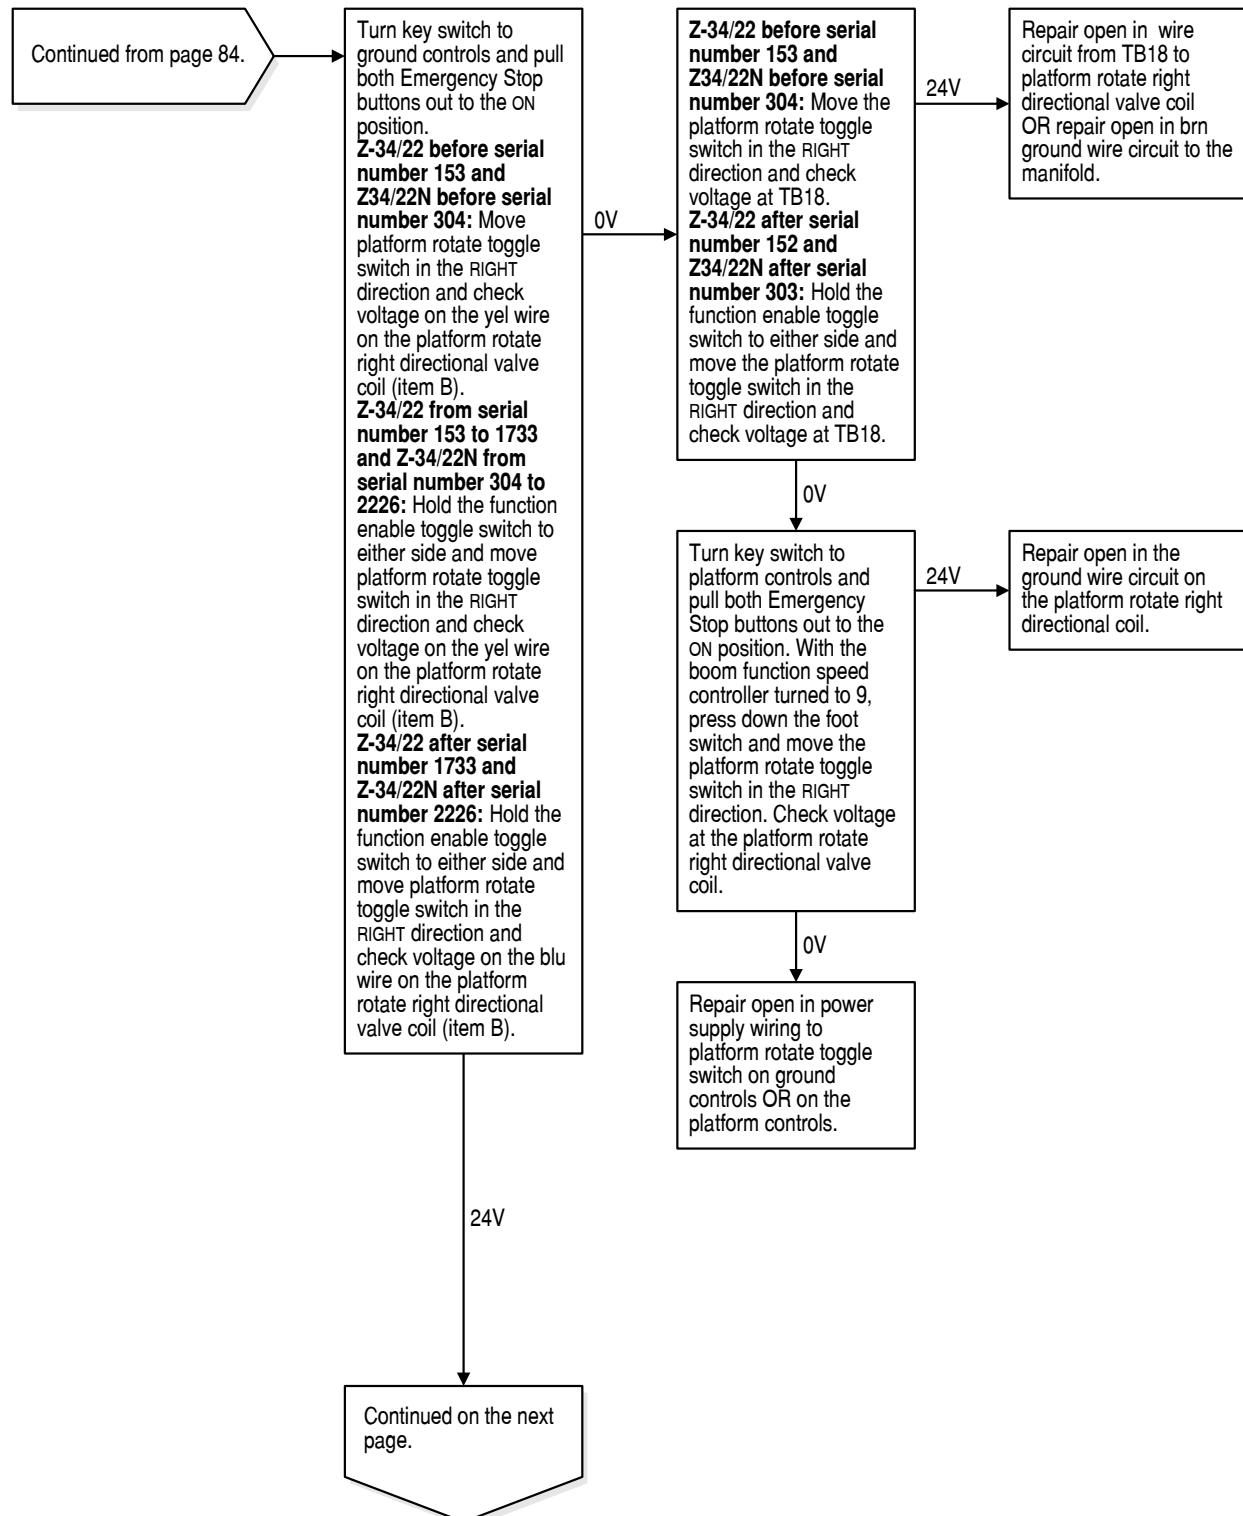 Continued from page 84.
Turn key switch to
ground controls and pull
both Emergency Stop
buttons out to the ON
position.
Z-34/22 before serial
number 153 and
Z34/22N before serial
number 304: Move
platform rotate toggle
switch in the RIGHT
direction and check
voltage on the yel wire
on the platform rotate
right directional valve
coil (item B).
Z-34/22 from serial
number 153 to 1733
and Z-34/22N from
serial number 304 to
2226: Hold the function
enable toggle switch to
either side and move
platform rotate toggle
switch in the RIGHT
direction and check
voltage on the yel wire
on the platform rotate
right directional valve
coil (item B).
Z-34/22 after serial
number 1733 and
Z-34/22N after serial
number 2226: Hold the
function enable toggle
switch to either side and
move platform rotate
toggle switch in the
RIGHT direction and
check voltage on the blu
wire on the platform
rotate right directional
valve coil (item B).
0V
Z-34/22 before serial
number 153 and
Z34/22N before serial
number 304: Move the
platform rotate toggle
switch in the RIGHT
direction and check
voltage at TB18.
Z-34/22 after serial
number 152 and
Z34/22N after serial
number 303: Hold the
function enable toggle
switch to either side and
move the platform rotate
toggle switch in the
RIGHT direction and
check voltage at TB18.
24V
Repair open in wire
circuit from TB18 to
platform rotate right
directional valve coil
OR repair open in brn
ground wire circuit to the
manifold.
0V
Turn key switch to
platform controls and
pull both Emergency
Stop buttons out to the
ON position. With the
boom function speed
controller turned to 9,
press down the foot
switch and move the
platform rotate toggle
switch in the RIGHT
direction. Check voltage
at the platform rotate
right directional valve
coil.
24V
Repair open in the
ground wire circuit on
the platform rotate right
directional coil.
0V
Repair open in power
supply wiring to
platform rotate toggle
switch on ground
controls OR on the
platform controls.
24V
Continued on the next
page.